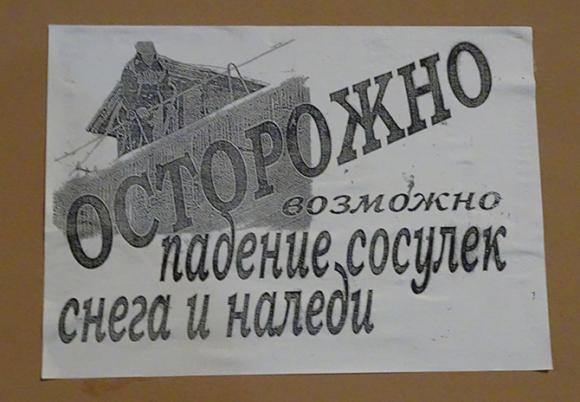 ОСТОРОЖНО
возможно
падение сосулек
снега и наледи